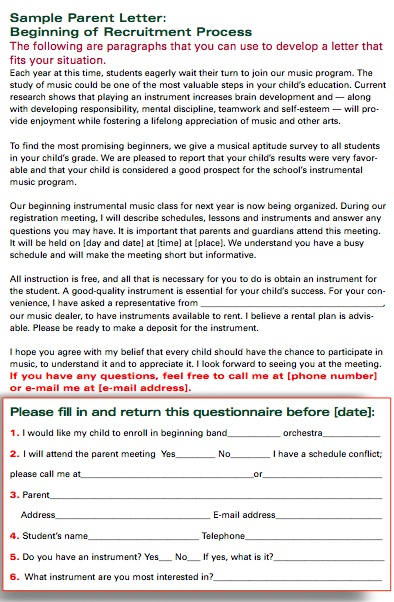 Sample Parent Letter:
Beginning of Recruitment Process
The following are paragraphs that you can use to develop a letter that
fits your situation.
Each year at this time, students eagerly wait their turn to join our music program. The
study of music could be one of the most valuable steps in your child's education. Current
research shows that playing an instrument increases brain development and — along
with developing responsibility, mental discipline, teamwork and self-esteem — will pro-
vide enjoyment while fostering a lifelong appreciation of music and other arts.
To find the most promising beginners, we give a musical aptitude survey to all students
in your child's grade. We are pleased to report that your child's results were very favor-
able and that your child is considered a good prospect for the school's instrumental
music program.
Our beginning instrumental music class for next year is now being organized. During our
registration meeting, I will describe schedules, lessons and instruments and answer any
questions you may have. It is important that parents and guardians attend this meeting.
It will be held on [day and date] at [time] at [place]. We understand you have a busy
schedule and will make the meeting short but informative.
All instruction is free, and all that is necessary for you to do is obtain an instrument for
the student. A good-quality instrument is essential for your child's success. For your con-
venience, I have asked a representative from ____________________,
our music dealer, to have instruments available to rent. I believe a rental plan is advis-
able. Please be ready to make a deposit for the instrument.
I hope you agree with my belief that every child should have the chance to participate in
music, to understand it and to appreciate it. I look forward to seeing you at the meeting.
If you have any questions, feel free to call me at [phone number]
or e-mail me at [e-mail address].
Please fill in and return this questionnaire before [date]:
1. I would like my child to enroll in beginning band__________ orchestra__________
2. I will attend the parent meeting Yes_______ No_______ I have a schedule conflict;
please call me at____________________or____________________
3. Parent____________________
Address____________________ E-mail address____________________
4. Student's name____________________ Telephone____________________
5. Do you have an instrument? Yes___ No___ If yes, what is it?____________________
6. What instrument are you most interested in?____________________